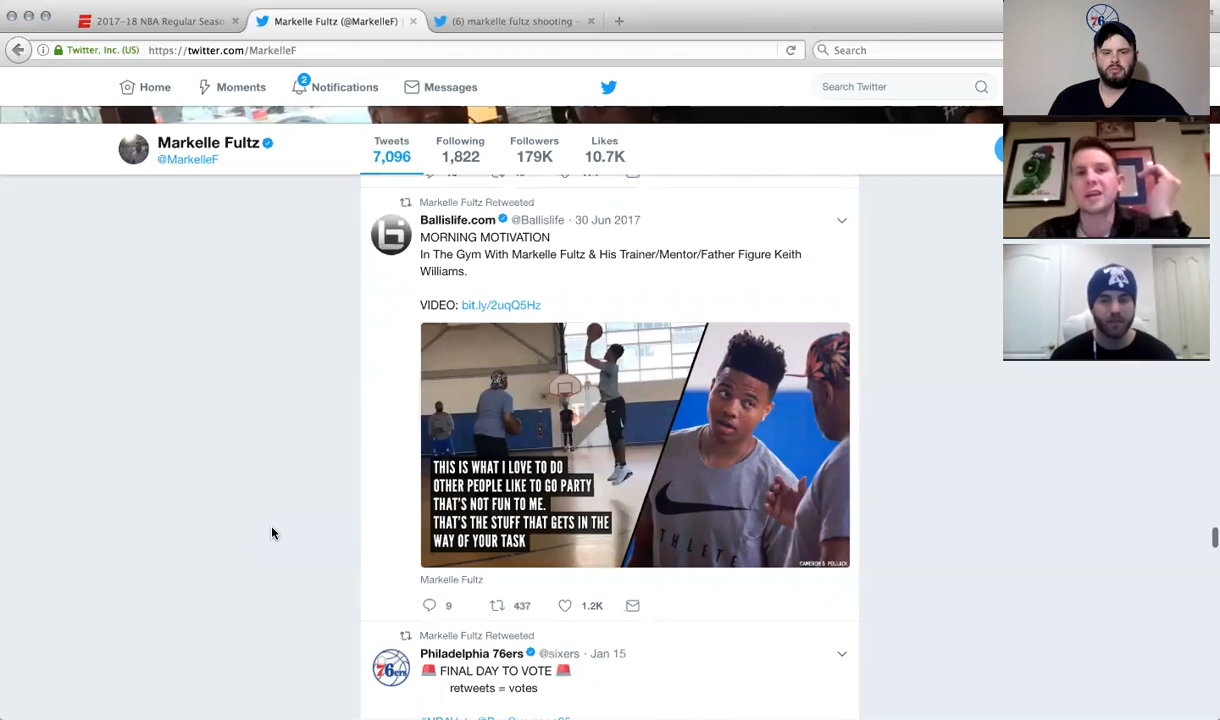 2017-18 NBA Regular Seaso
Markelle Fultz (@MarkelleF)
(6) markelle fultz shooting -
Twitter, Inc. (US)
https://twitter.com/MarkelleF
Search
Home
Moments
2
Notifications
Messages
Search Twitter
Markelle Fultz
@MarkelleF
Tweets
7,096
Following
1,822
Followers
179K
Likes
10.7K
Markelle Fultz Retweeted
Ballislife.com @Ballislife · 30 Jun 2017
MORNING MOTIVATION
In The Gym With Markelle Fultz & His Trainer/Mentor/Father Figure Keith
Williams.
VIDEO: bit.ly/2uqQ5Hz
THIS IS WHAT I LOVE TO DO
OTHER PEOPLE LIKE TO GO PARTY
THAT'S NOT FUN TO ME.
THAT'S THE STUFF THAT GETS IN THE
WAY OF YOUR TASK
THLETE
CAMERON D. POLLACK
Markelle Fultz
9
437
1.2K
Markelle Fultz Retweeted
76ers
Philadelphia 76ers @sixers · Jan 15
FINAL DAY TO VOTE
retweets = votes
76ers